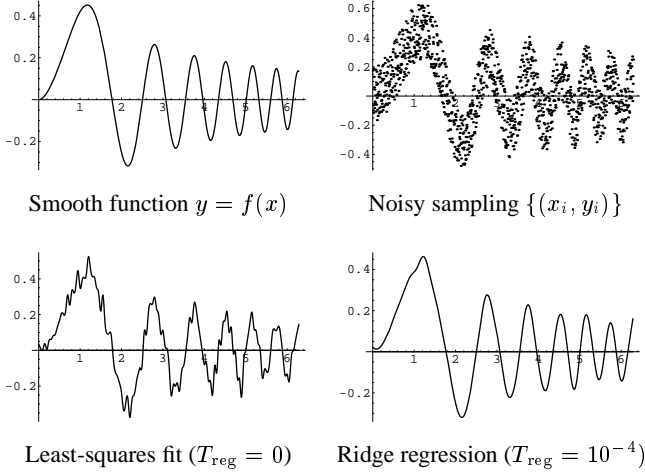 0.4
0.2
-0.2
1 2 3 4 5 6
Smooth function y = f(x)
0.6
0.4
0.2
-0.2
-0.4
1 2 3 4 5 6
Noisy sampling {(x_i, y_i)}
0.4
0.2
-0.2
1 2 3 4 5 6
Least-squares fit (T_reg = 0)
0.4
0.2
-0.2
1 2 3 4 5 6
Ridge regression (T_reg = 10^{-4})